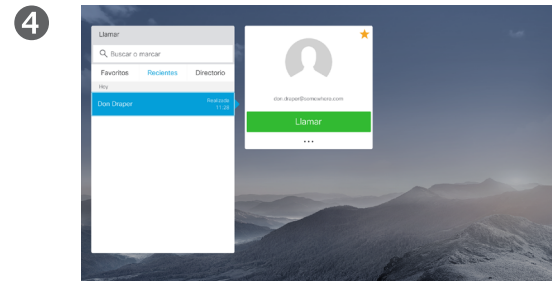 4
Llamar
Buscar o marcar
Favoritos Recientes Directorio
Hoy
Don Draper
Realizada
11:28
don.draper@somewhere.com
Llamar
...